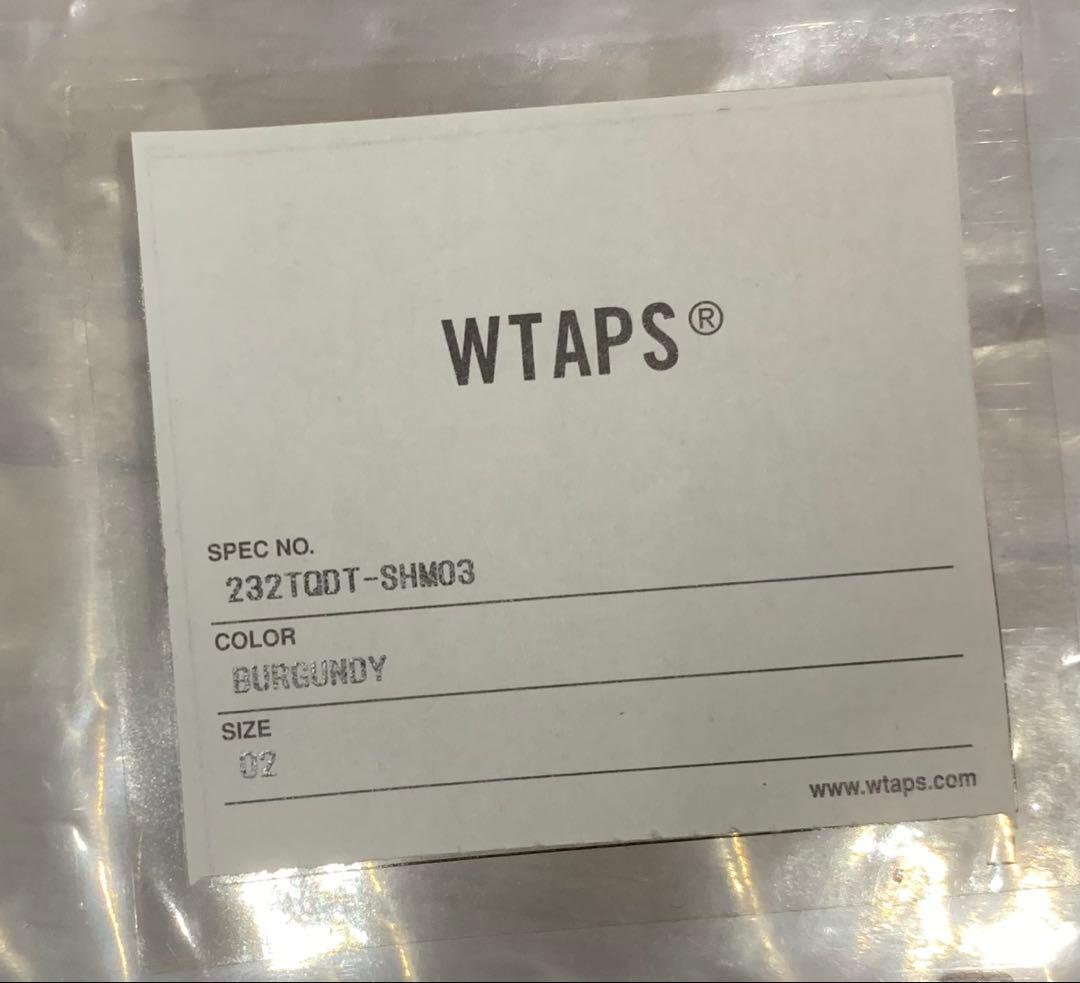 WTAPS®
SPEC NO.
232TQDT-SHM03
COLOR
BURGUNDY
SIZE
02
www.wtaps.com